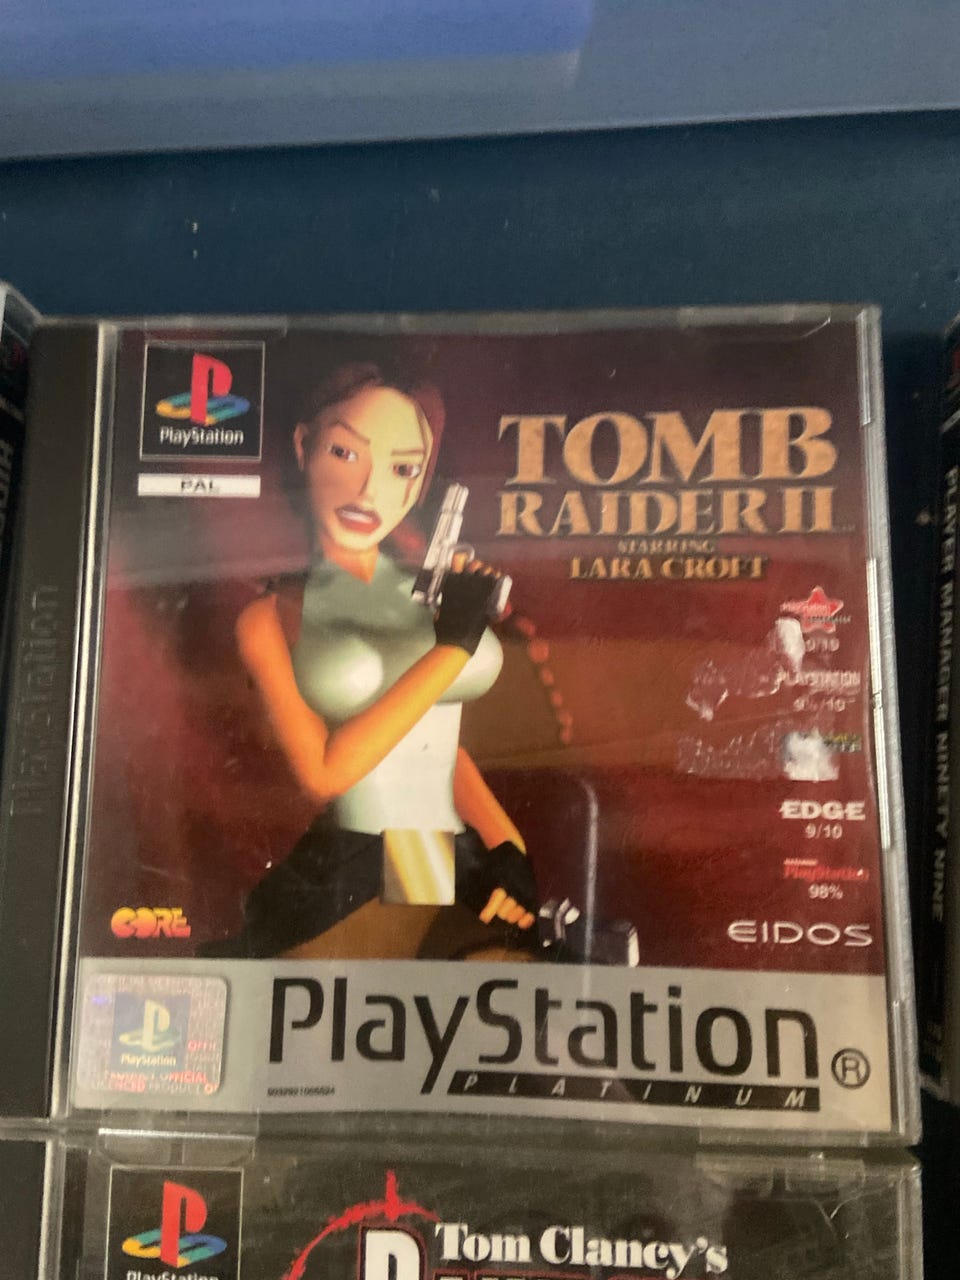 PlayStation
PAL
TOMB
RAIDER II
STARRING
LARA CROFT
PLAYSTATION
EDGE
9/10
PlayStation
98%
CORE
EIDOS
PlayStation
PlayStation®
PLATINUM
PlayStation
PLAYER MANAGER NINETY NINE
PlayStation
Tom Clancy's